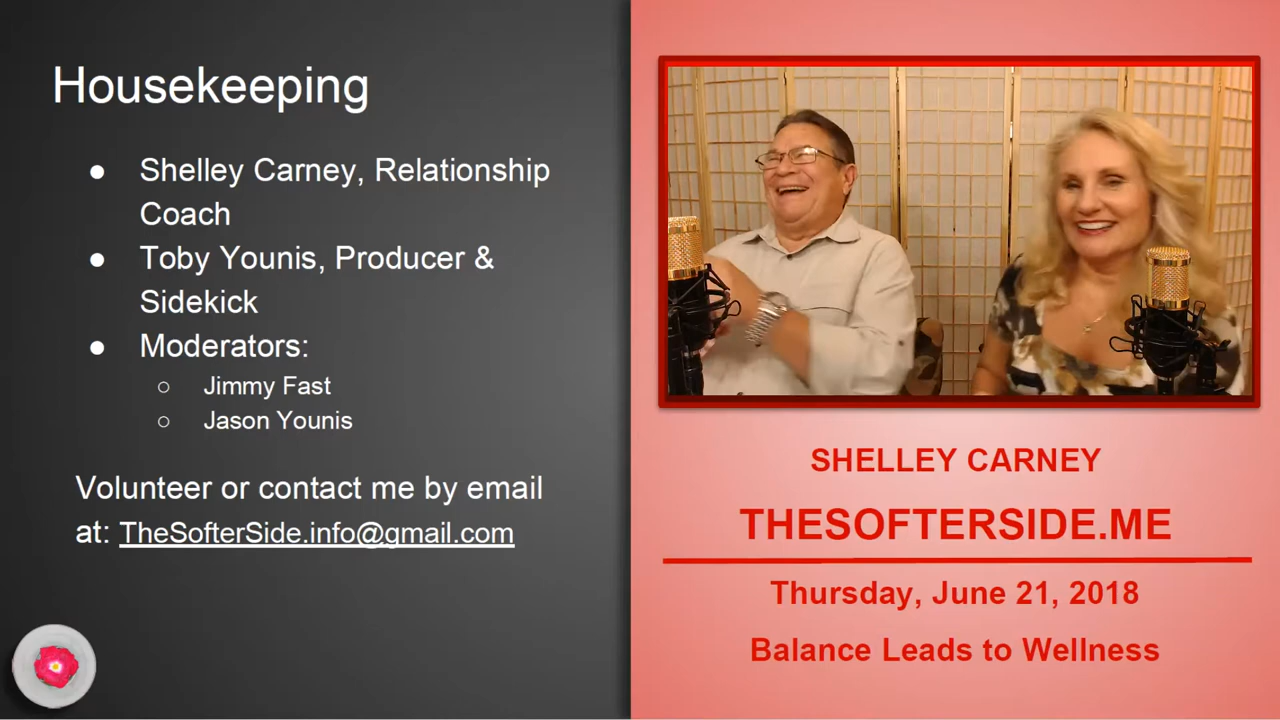 Housekeeping
● Shelley Carney, Relationship
Coach
● Toby Younis, Producer &
Sidekick
● Moderators:
○ Jimmy Fast
○ Jason Younis
Volunteer or contact me by email
at: TheSofterSide.info@gmail.com
SHELLEY CARNEY
THESOFTERSIDE.ME
Thursday, June 21, 2018
Balance Leads to Wellness